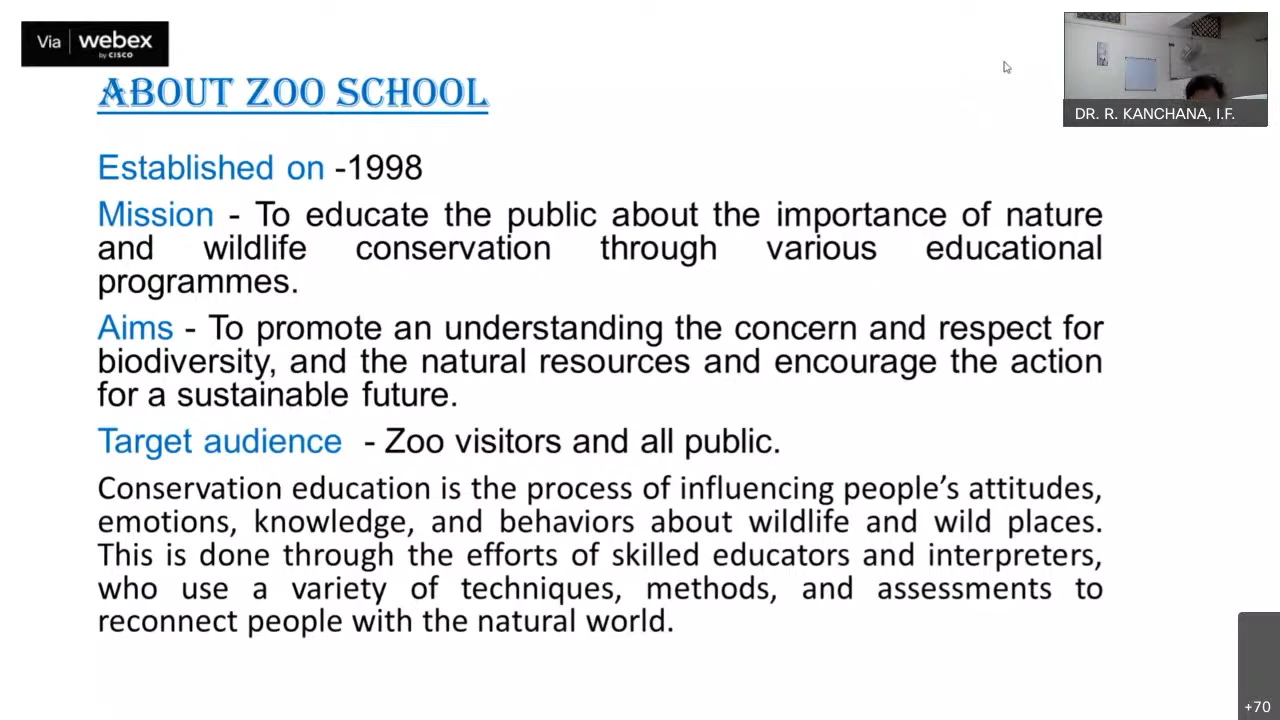 Via webex
by CISCO
ABOUT ZOO SCHOOL
DR. R. KANCHANA, I.F.
Established on -1998
Mission - To educate the public about the importance of nature
and wildlife conservation through various educational
programmes.
Aims - To promote an understanding the concern and respect for
biodiversity, and the natural resources and encourage the action
for a sustainable future.
Target audience - Zoo visitors and all public.
Conservation education is the process of influencing people’s attitudes,
emotions, knowledge, and behaviors about wildlife and wild places.
This is done through the efforts of skilled educators and interpreters,
who use a variety of techniques, methods, and assessments to
reconnect people with the natural world.
+70